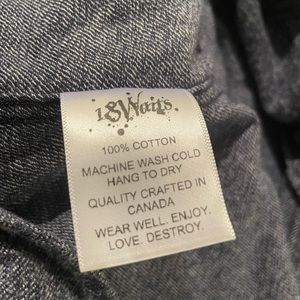 18Waits
100% COTTON
MACHINE WASH COLD
HANG TO DRY
QUALITY CRAFTED IN
CANADA
WEAR WELL. ENJOY.
LOVE. DESTROY.